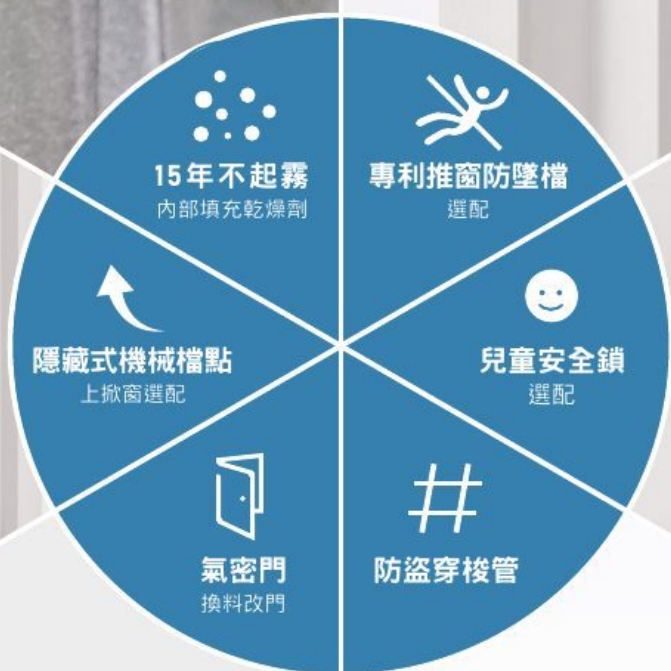 15年不起霧
內部填充乾燥劑
專利推窗防墜檔
選配
隱藏式機械檔點
上掀窗選配
兒童安全鎖
選配
氣密門
換料改門
防盜穿梭管